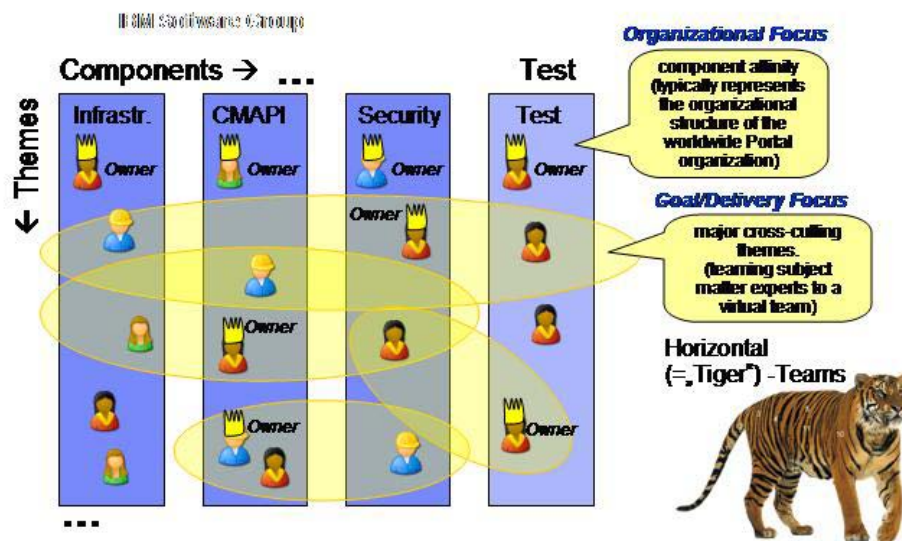 IBM Software Group
Organizational Focus
Components → ...
Test
component affinity
(typically represents
the organizational
structure of the
worldwide Portal
organization)
← Themes
Infrastr.
CMAPI
Security
Test
Owner
Owner
Owner
Owner
Goal/Delivery Focus
Owner
major cross-cutting
themes.
(teaming subject
matter experts to a
virtual team)
Owner
Horizontal
(=„Tiger") -Teams
Owner
Owner
...